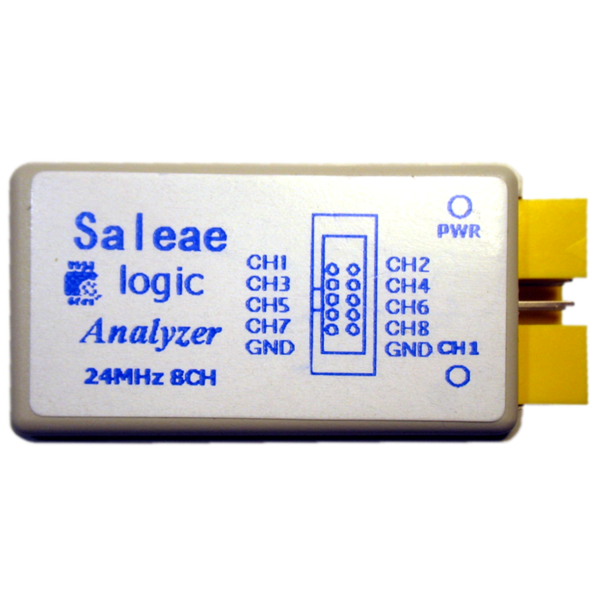 Saleae
logic
Analyzer
24MHz 8CH
CH1 CH2
CH3 CH4
CH5 CH6
CH7 CH8
GND GND
PWR
CH1